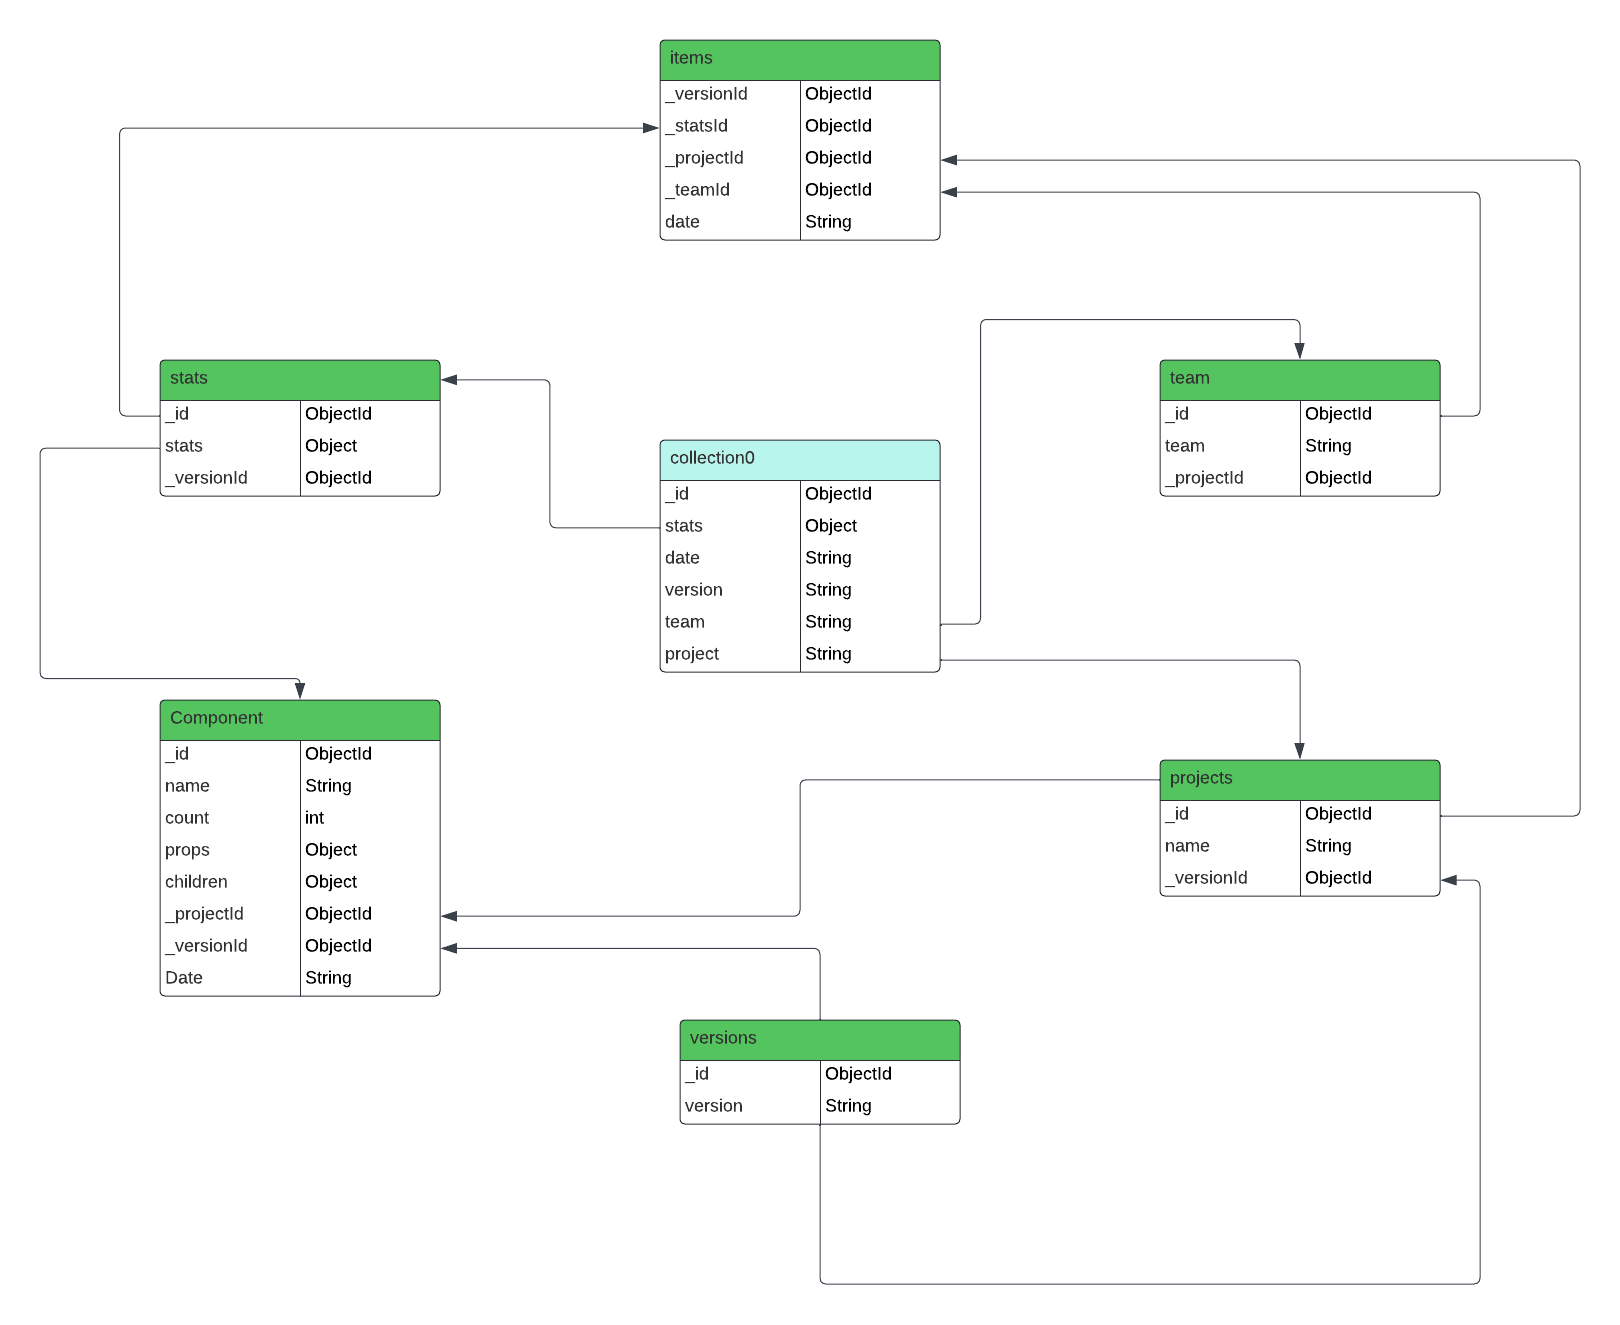 items
_versionId ObjectId
_statsId ObjectId
_projectId ObjectId
_teamId ObjectId
date String
stats
_id ObjectId
stats Object
_versionId ObjectId
team
_id ObjectId
team String
_projectId ObjectId
collection0
_id ObjectId
stats Object
date String
version String
team String
project String
Component
_id ObjectId
name String
count int
props Object
children Object
_projectId ObjectId
_versionId ObjectId
Date String
projects
_id ObjectId
name String
_versionId ObjectId
versions
_id ObjectId
version String